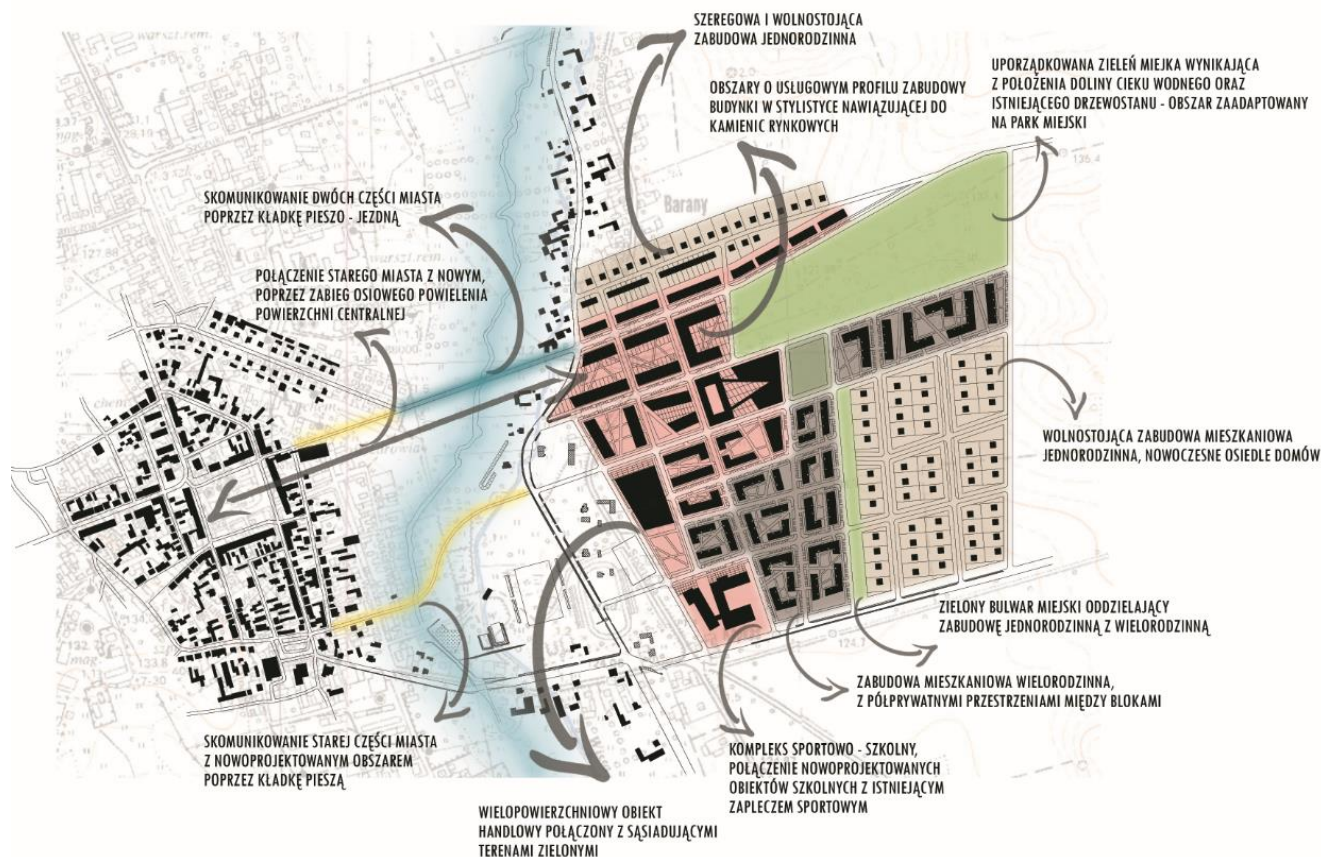 SZEREGOWA I WOLNOSTOJĄCA
ZABUDOWA JEDNORODZINNA
UPORZĄDKOWANA ZIELEŃ MIEJKA WYNIKAJĄCA
Z POŁOŻENIA DOLINY CIEKU WODNEGO ORAZ
ISTNIEJĄCEGO DRZEWOSTANU - OBSZAR ZAADAPTOWANY
NA PARK MIEJSKI
OBSZARY O USŁUGOWYM PROFILU ZABUDOWY
BUDYNKI W STYLISTYCE NAWIĄZUJĄCEJ DO
KAMIENIC RYNKOWYCH
SKOMUNIKOWANIE DWÓCH CZĘŚCI MIASTA
POPRZEZ KŁADKĘ PIESZO - JEZDNĄ
Barany
POŁĄCZENIE STAREGO MIASTA Z NOWYM,
POPRZEZ ZABIEG OSIOWEGO POWIELENIA
POWIERZCHNI CENTRALNEJ
WOLNOSTOJĄCA ZABUDOWA MIESZKANIOWA
JEDNORODZINNA, NOWOCZESNE OSIEDLE DOMÓW
ZIELONY BULWAR MIEJSKI ODDZIELAJĄCY
ZABUDOWĘ JEDNORODZINNĄ Z WIELORODZINNĄ
ZABUDOWA MIESZKANIOWA WIELORODZINNA,
Z PÓŁPRYWATNYMI PRZESTRZENIAMI MIĘDZY BLOKAMI
SKOMUNIKOWANIE STAREJ CZĘŚCI MIASTA
Z NOWOPROJEKTOWANYM OBSZAREM
POPRZEZ KŁADKĘ PIESZĄ
KOMPLEKS SPORTOWO - SZKOLNY,
POŁĄCZENIE NOWOPROJEKTOWANYCH
OBIEKTÓW SZKOLNYCH Z ISTNIEJĄCYM
ZAPLECZEM SPORTOWYM
WIELOPOWIERZCHNIOWY OBIEKT
HANDLOWY POŁĄCZONY Z SĄSIADUJĄCYMI
TERENAMI ZIELONYMI